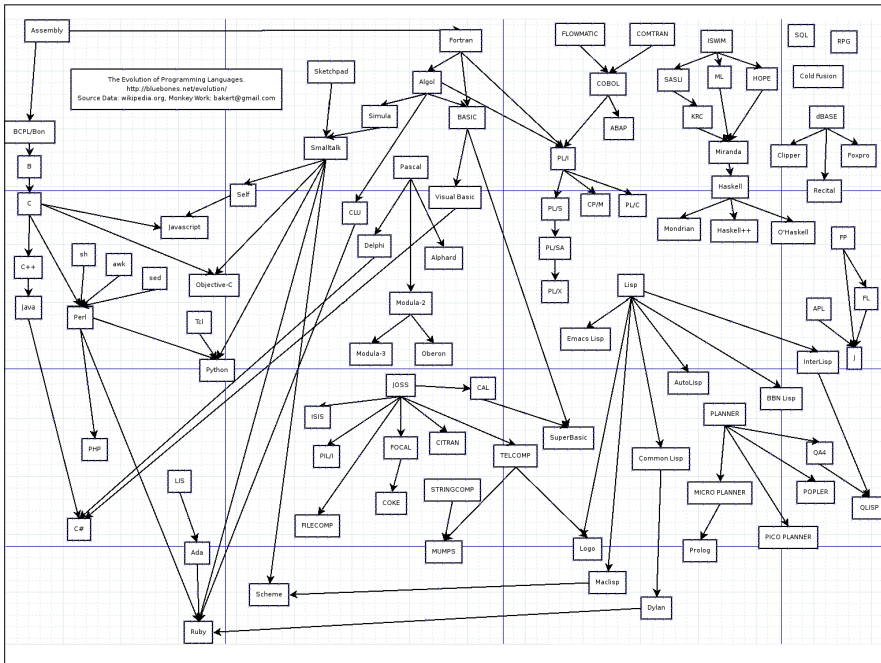 Assembly
Fortran
FLOWMATIC
COMTRAN
ISWIM
SQL
RPG
The Evolution of Programming Languages.
http://bluebones.net/evolution/
Source Data: wikipedia.org, Monkey Work: bakert@gmail.com
Sketchpad
Algol
COBOL
SASLI
ML
HOPE
Cold Fusion
Simula
BASIC
ABAP
KRC
dBASE
BCPL/Bon
Smalltalk
PL/I
Miranda
Clipper
Foxpro
B
Pascal
Haskell
Recital
C
Self
Visual Basic
CLU
PL/S
CP/M
PL/C
Javascript
Mondrian
Haskell++
O'Haskell
FP
sh
awk
sed
Delphi
Alphard
PL/SA
C++
Objective-C
Lisp
PL/X
Java
Perl
Tcl
Modula-2
Emacs Lisp
APL
FL
Python
Modula-3
Oberon
InterLisp
J
JOSS
CAL
AutoLisp
BBN Lisp
ISIS
PLANNER
PHP
PIL/I
FOCAL
CITRAN
TELCOMP
SuperBasic
Common Lisp
QA4
LIS
COKE
STRINGCOMP
MICRO PLANNER
POPLER
QLISP
C#
FILECOMP
PICO PLANNER
Ada
MUMPS
Logo
Prolog
Scheme
Maclisp
Dylan
Ruby